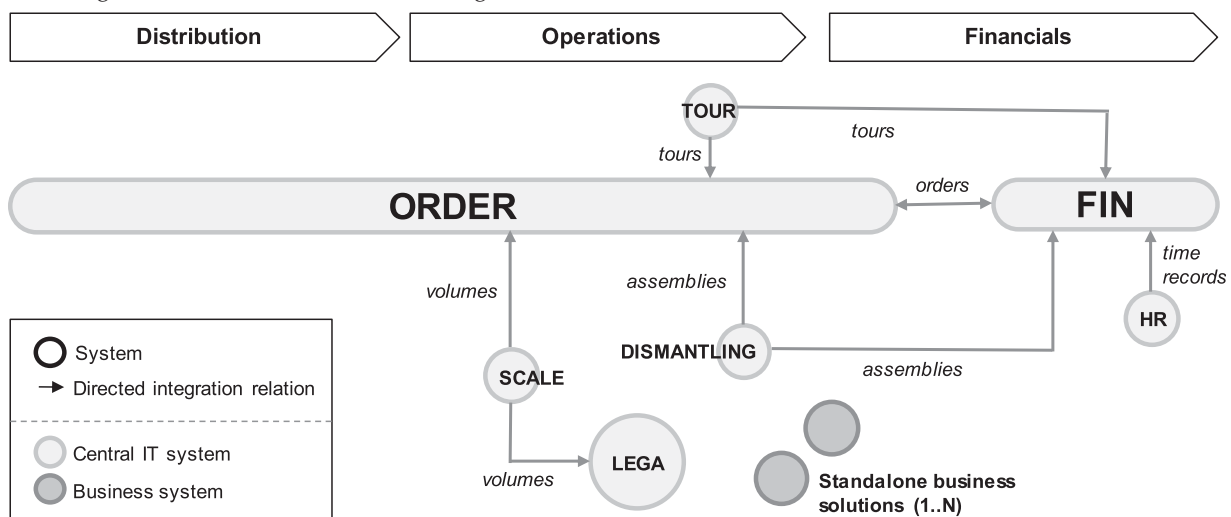 Distribution
Operations
Financials
TOUR
tours
tours
ORDER
orders
FIN
volumes
assemblies
time
records
HR
DISMANTLING
assemblies
SCALE
volumes
LEGA
System
Directed integration relation
Central IT system
Business system
Standalone business
solutions (1..N)